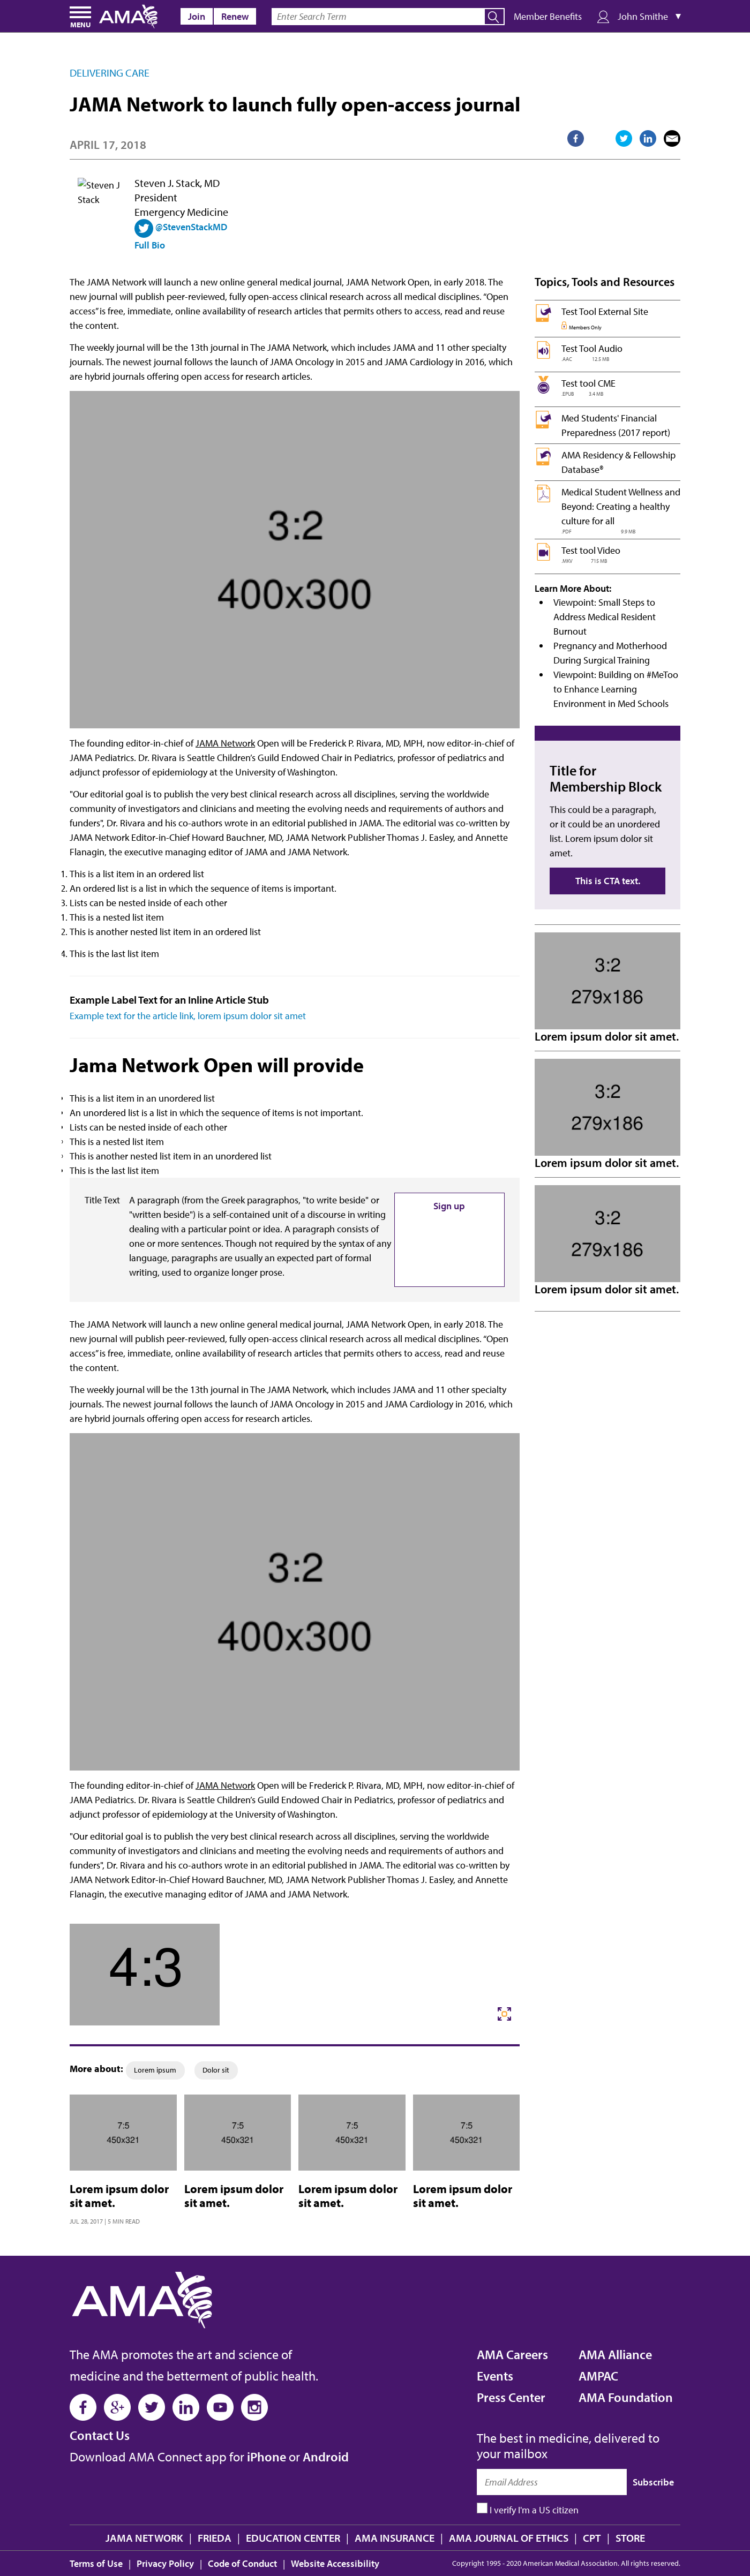 MENU
AMA
Join
Renew
Enter Search Term
Member Benefits
John Smithe
DELIVERING CARE
JAMA Network to launch fully open-access journal
APRIL 17, 2018
Steven J
Stack
Steven J. Stack, MD
President
Emergency Medicine
@StevenStackMD
Full Bio
The JAMA Network will launch a new online general medical journal, JAMA Network Open, in early 2018. The
new journal will publish peer-reviewed, fully open-access clinical research across all medical disciplines. “Open
access” is free, immediate, online availability of research articles that permits others to access, read and reuse
the content.
The weekly journal will be the 13th journal in The JAMA Network, which includes JAMA and 11 other specialty
journals. The newest journal follows the launch of JAMA Oncology in 2015 and JAMA Cardiology in 2016, which
are hybrid journals offering open access for research articles.
3:2
400x300
The founding editor-in-chief of JAMA Network Open will be Frederick P. Rivara, MD, MPH, now editor-in-chief of
JAMA Pediatrics. Dr. Rivara is Seattle Children’s Guild Endowed Chair in Pediatrics, professor of pediatrics and
adjunct professor of epidemiology at the University of Washington.
"Our editorial goal is to publish the very best clinical research across all disciplines, serving the worldwide
community of investigators and clinicians and meeting the evolving needs and requirements of authors and
funders", Dr. Rivara and his co-authors wrote in an editorial published in JAMA. The editorial was co-written by
JAMA Network Editor-in-Chief Howard Bauchner, MD, JAMA Network Publisher Thomas J. Easley, and Annette
Flanagin, the executive managing editor of JAMA and JAMA Network.
1. This is a list item in an ordered list
2. An ordered list is a list in which the sequence of items is important.
3. Lists can be nested inside of each other
1. This is a nested list item
2. This is another nested list item in an ordered list
4. This is the last list item
Example Label Text for an Inline Article Stub
Example text for the article link, lorem ipsum dolor sit amet
Jama Network Open will provide
This is a list item in an unordered list
An unordered list is a list in which the sequence of items is not important.
Lists can be nested inside of each other
This is a nested list item
This is another nested list item in an unordered list
This is the last list item
Title Text
A paragraph (from the Greek paragraphos, "to write beside" or
"written beside") is a self-contained unit of a discourse in writing
dealing with a particular point or idea. A paragraph consists of
one or more sentences. Though not required by the syntax of any
language, paragraphs are usually an expected part of formal
writing, used to organize longer prose.
Sign up
The JAMA Network will launch a new online general medical journal, JAMA Network Open, in early 2018. The
new journal will publish peer-reviewed, fully open-access clinical research across all medical disciplines. “Open
access” is free, immediate, online availability of research articles that permits others to access, read and reuse
the content.
The weekly journal will be the 13th journal in The JAMA Network, which includes JAMA and 11 other specialty
journals. The newest journal follows the launch of JAMA Oncology in 2015 and JAMA Cardiology in 2016, which
are hybrid journals offering open access for research articles.
3:2
400x300
The founding editor-in-chief of JAMA Network Open will be Frederick P. Rivara, MD, MPH, now editor-in-chief of
JAMA Pediatrics. Dr. Rivara is Seattle Children’s Guild Endowed Chair in Pediatrics, professor of pediatrics and
adjunct professor of epidemiology at the University of Washington.
"Our editorial goal is to publish the very best clinical research across all disciplines, serving the worldwide
community of investigators and clinicians and meeting the evolving needs and requirements of authors and
funders", Dr. Rivara and his co-authors wrote in an editorial published in JAMA. The editorial was co-written by
JAMA Network Editor-in-Chief Howard Bauchner, MD, JAMA Network Publisher Thomas J. Easley, and Annette
Flanagin, the executive managing editor of JAMA and JAMA Network.
4:3
More about:
Lorem ipsum
Dolor sit
7:5
450x321
Lorem ipsum dolor
sit amet.
JUL 28, 2017 | 5 MIN READ
7:5
450x321
Lorem ipsum dolor
sit amet.
7:5
450x321
Lorem ipsum dolor
sit amet.
7:5
450x321
Lorem ipsum dolor
sit amet.
Topics, Tools and Resources
Test Tool External Site
Members Only
Test Tool Audio
.AAC 12.5 MB
Test tool CME
.EPUB 3.4 MB
Med Students' Financial
Preparedness (2017 report)
AMA Residency & Fellowship
Database®
Medical Student Wellness and
Beyond: Creating a healthy
culture for all
.PDF 9.9 MB
Test tool Video
.MKV 715 MB
Learn More About:
Viewpoint: Small Steps to
Address Medical Resident
Burnout
Pregnancy and Motherhood
During Surgical Training
Viewpoint: Building on #MeToo
to Enhance Learning
Environment in Med Schools
Title for
Membership Block
This could be a paragraph,
or it could be an unordered
list. Lorem ipsum dolor sit
amet.
This is CTA text.
3:2
279x186
Lorem ipsum dolor sit amet.
3:2
279x186
Lorem ipsum dolor sit amet.
3:2
279x186
Lorem ipsum dolor sit amet.
AMA
The AMA promotes the art and science of
medicine and the betterment of public health.
Contact Us
Download AMA Connect app for iPhone or Android
AMA Careers
Events
Press Center
AMA Alliance
AMPAC
AMA Foundation
The best in medicine, delivered to
your mailbox
Email Address
Subscribe
I verify I'm a US citizen
JAMA NETWORK | FRIEDA | EDUCATION CENTER | AMA INSURANCE | AMA JOURNAL OF ETHICS | CPT | STORE
Terms of Use | Privacy Policy | Code of Conduct | Website Accessibility
Copyright 1995 - 2020 American Medical Association. All rights reserved.